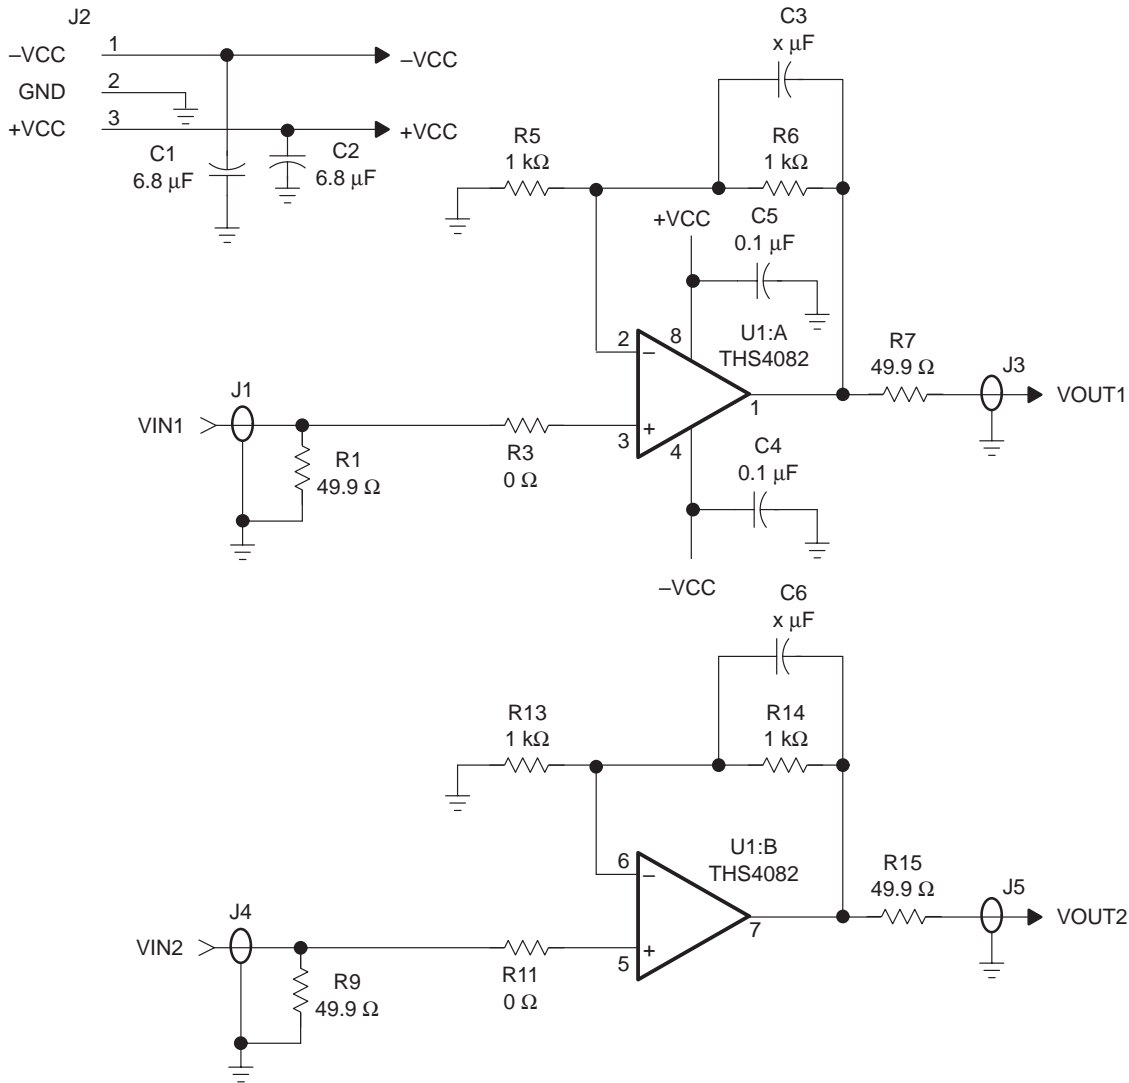 J2
–VCC
1
–VCC
GND
2
+VCC
3
+VCC
C1
6.8 µF
C2
6.8 µF
C3
x µF
R5
1 kΩ
R6
1 kΩ
+VCC
C5
0.1 µF
2
–
8
U1:A
THS4082
1
R7
49.9 Ω
J3
VOUT1
VIN1
J1
R1
49.9 Ω
R3
0 Ω
3
+
4
C4
0.1 µF
–VCC
C6
x µF
R13
1 kΩ
R14
1 kΩ
6
–
U1:B
THS4082
7
R15
49.9 Ω
J5
VOUT2
VIN2
J4
R9
49.9 Ω
R11
0 Ω
5
+